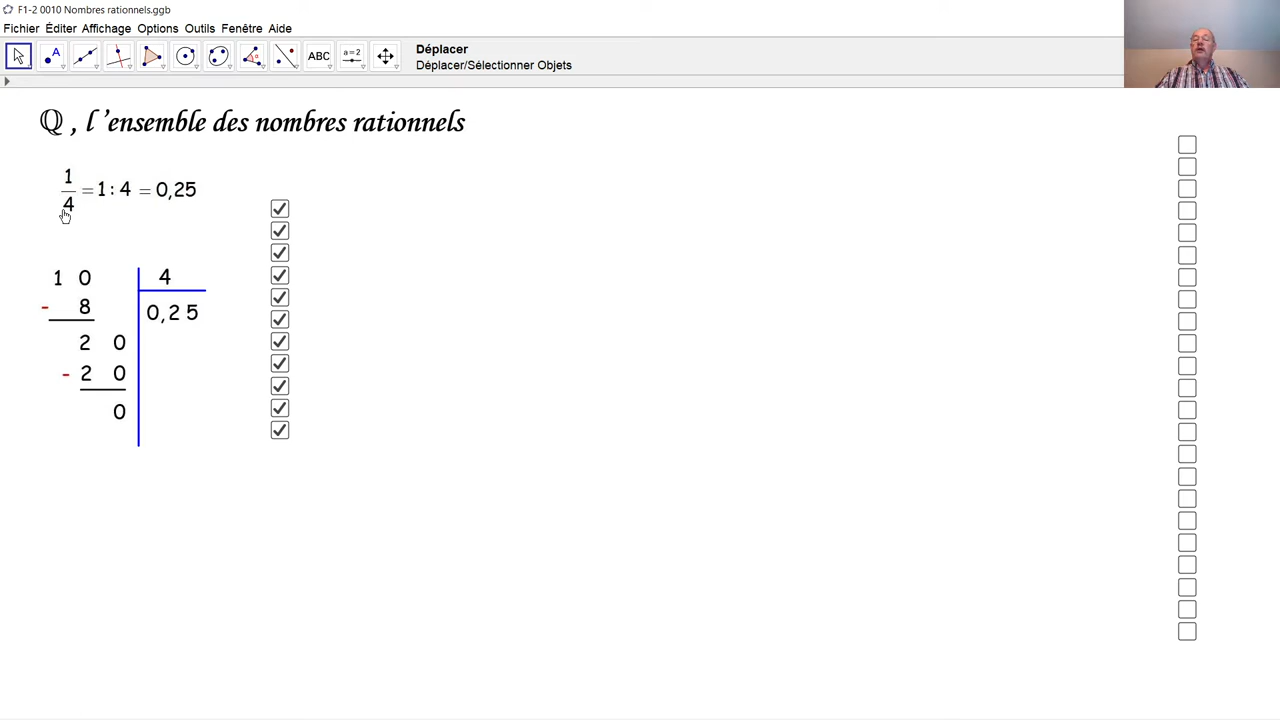 F1-2 0010 Nombres rationnels.ggb
Fichier Éditer Affichage Options Outils Fenêtre Aide
A
ABC
a=2
Déplacer
Déplacer/Sélectionner Objets
ℚ , l 'ensemble des nombres rationnels
1
4
= 1 : 4 = 0,25
1 0 4
- 8 0,2 5
2 0
- 2 0
0